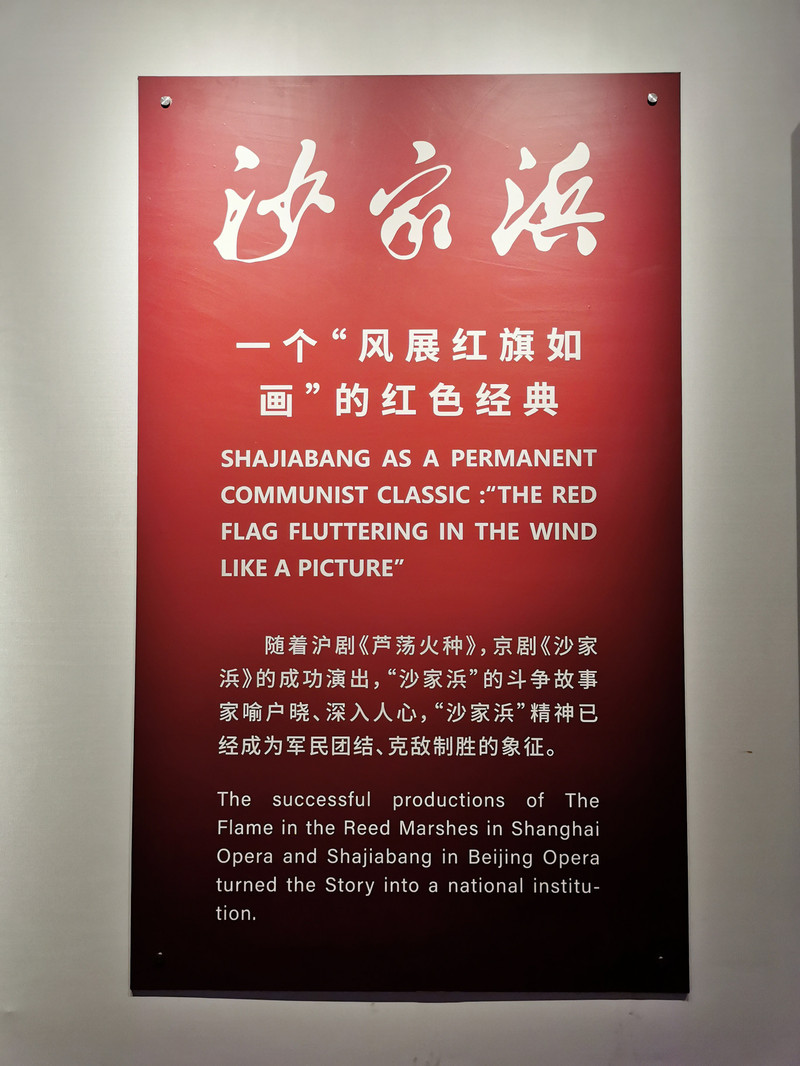 沙家浜
一个“风展红旗如
画”的红色经典
SHAJIABANG AS A PERMANENT
COMMUNIST CLASSIC :“THE RED
FLAG FLUTTERING IN THE WIND
LIKE A PICTURE”
随着沪剧《芦荡火种》，京剧《沙家
浜》的成功演出，“沙家浜”的斗争故事
家喻户晓、深入人心，“沙家浜”精神已
经成为军民团结、克敌制胜的象征。
The successful productions of The
Flame in the Reed Marshes in Shanghai
Opera and Shajiabang in Beijing Opera
turned the Story into a national institu-
tion.